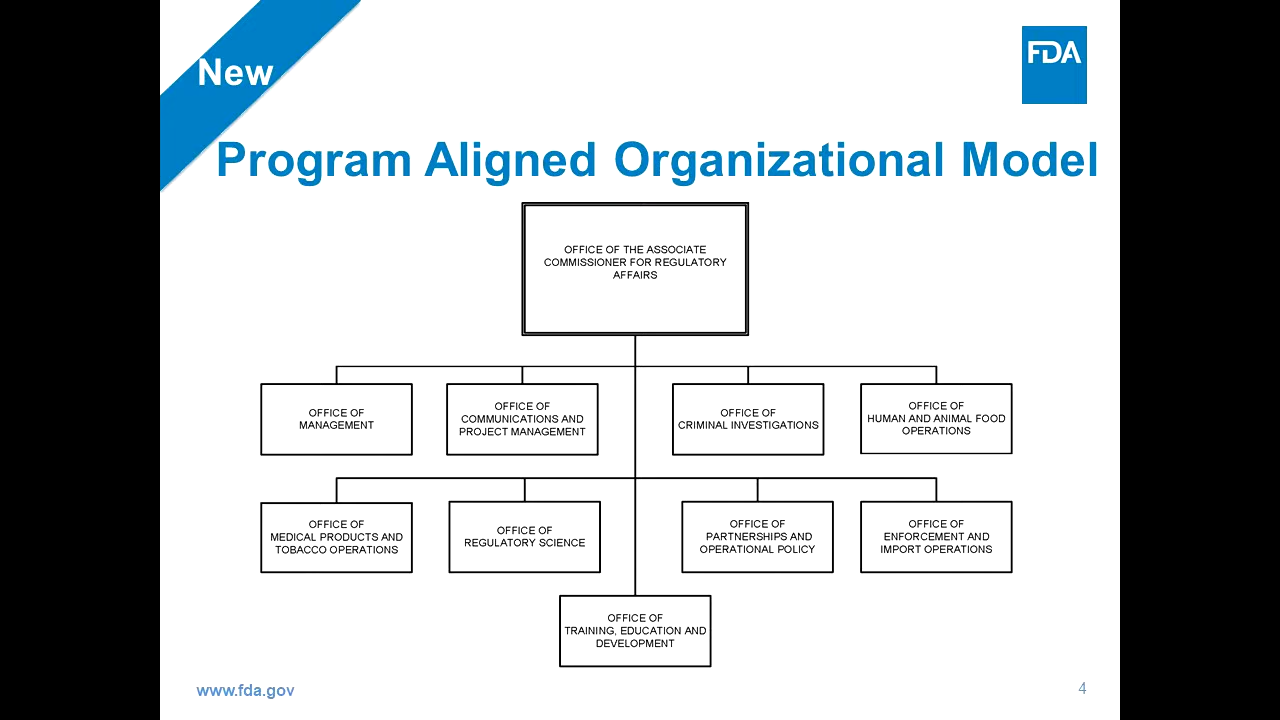 New
FDA
Program Aligned Organizational Model
OFFICE OF THE ASSOCIATE
COMMISSIONER FOR REGULATORY
AFFAIRS
OFFICE OF
MANAGEMENT
OFFICE OF
COMMUNICATIONS AND
PROJECT MANAGEMENT
OFFICE OF
CRIMINAL INVESTIGATIONS
OFFICE OF
HUMAN AND ANIMAL FOOD
OPERATIONS
OFFICE OF
MEDICAL PRODUCTS AND
TOBACCO OPERATIONS
OFFICE OF
REGULATORY SCIENCE
OFFICE OF
PARTNERSHIPS AND
OPERATIONAL POLICY
OFFICE OF
ENFORCEMENT AND
IMPORT OPERATIONS
OFFICE OF
TRAINING, EDUCATION AND
DEVELOPMENT
www.fda.gov
4